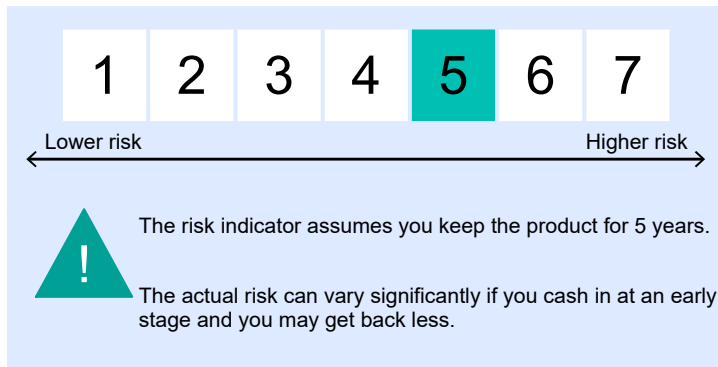 1 2 3 4 5 6 7
Lower risk Higher risk
!
The risk indicator assumes you keep the product for 5 years.
The actual risk can vary significantly if you cash in at an early
stage and you may get back less.